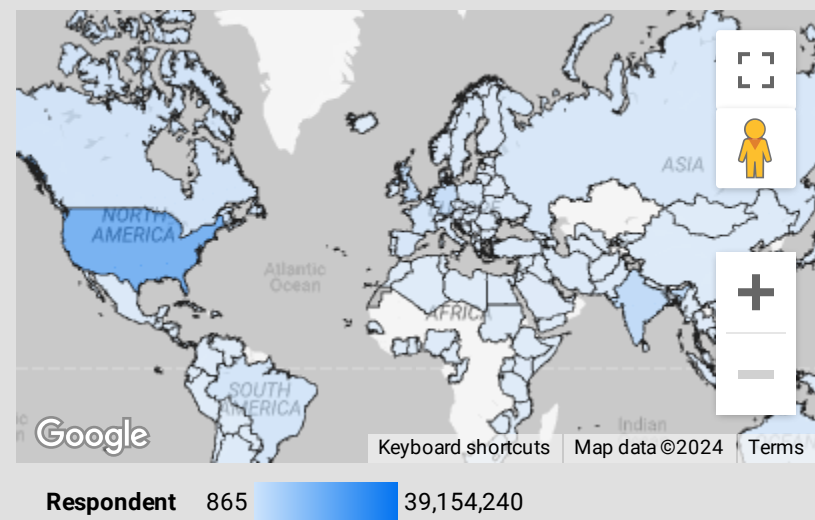 ASIA
NORTH
AMERICA
EUROPE
Atlantic
Ocean
AFRICA
SOUTH
AMERICA
Indian
Google
Keyboard shortcuts
Map data ©2024
Terms
Respondent 865 39,154,240